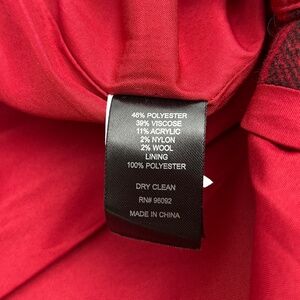 46% POLYESTER
39% VISCOSE
11% ACRYLIC
2% NYLON
2% WOOL
LINING
100% POLYESTER
DRY CLEAN
RN# 96092
MADE IN CHINA